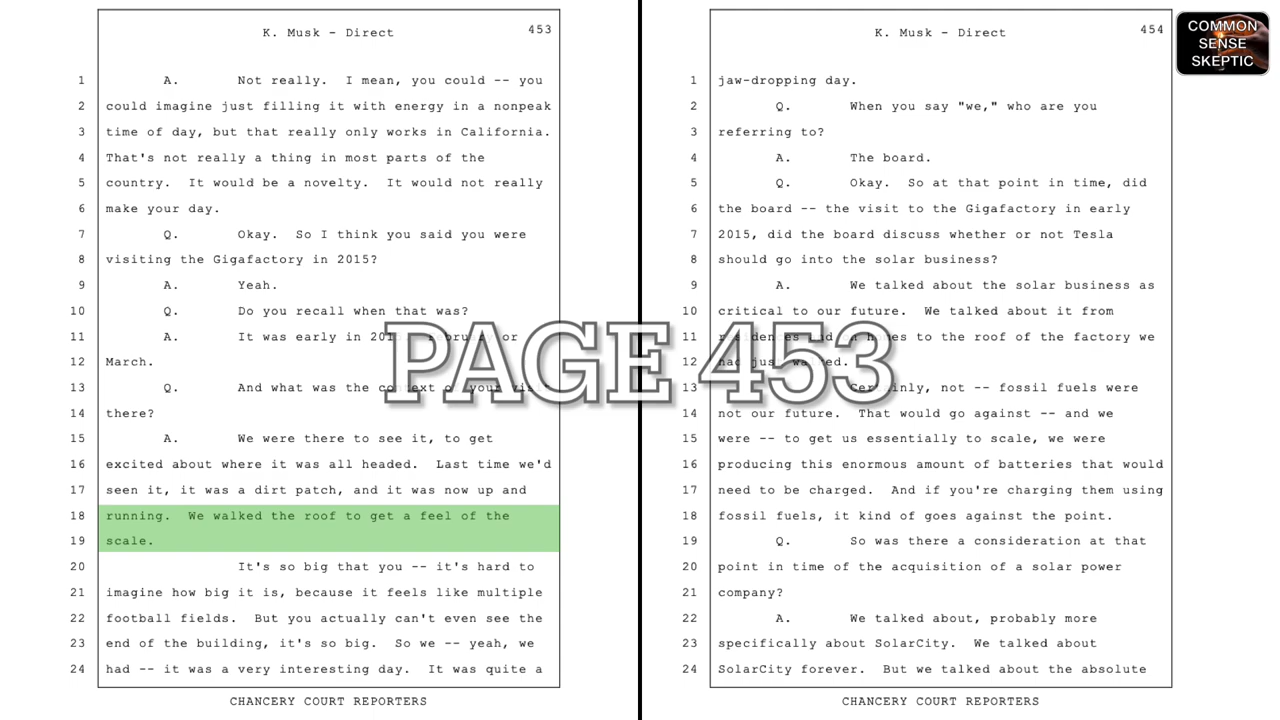 K. Musk - Direct 453
1 A. Not really. I mean, you could -- you
2 could imagine just filling it with energy in a nonpeak
3 time of day, but that really only works in California.
4 That's not really a thing in most parts of the
5 country. It would be a novelty. It would not really
6 make your day.
7 Q. Okay. So I think you said you were
8 visiting the Gigafactory in 2015?
9 A. Yeah.
10 Q. Do you recall when that was?
11 A. It was early in or
12 March.
13 Q. And what was the context of your visit
14 there?
15 A. We were there to see it, to get
16 excited about where it was all headed. Last time we'd
17 seen it, it was a dirt patch, and it was now up and
18 running. We walked the roof to get a feel of the
19 scale.
20 It's so big that you -- it's hard to
21 imagine how big it is, because it feels like multiple
22 football fields. But you actually can't even see the
23 end of the building, it's so big. So we -- yeah, we
24 had -- it was a very interesting day. It was quite a
CHANCERY COURT REPORTERS
K. Musk - Direct 454
1 jaw-dropping day.
2 Q. When you say "we," who are you
3 referring to?
4 A. The board.
5 Q. Okay. So at that point in time, did
6 the board -- the visit to the Gigafactory in early
7 2015, did the board discuss whether or not Tesla
8 should go into the solar business?
9 A. We talked about the solar business as
10 critical to our future. We talked about it from
11 homes to the roof of the factory we
12 had just walked.
13 Certainly, not -- fossil fuels were
14 not our future. That would go against -- and we
15 were -- to get us essentially to scale, we were
16 producing this enormous amount of batteries that would
17 need to be charged. And if you're charging them using
18 fossil fuels, it kind of goes against the point.
19 Q. So was there a consideration at that
20 point in time of the acquisition of a solar power
21 company?
22 A. We talked about, probably more
23 specifically about SolarCity. We talked about
24 SolarCity forever. But we talked about the absolute
CHANCERY COURT REPORTERS
PAGE 453
COMMON
SENSE
SKEPTIC